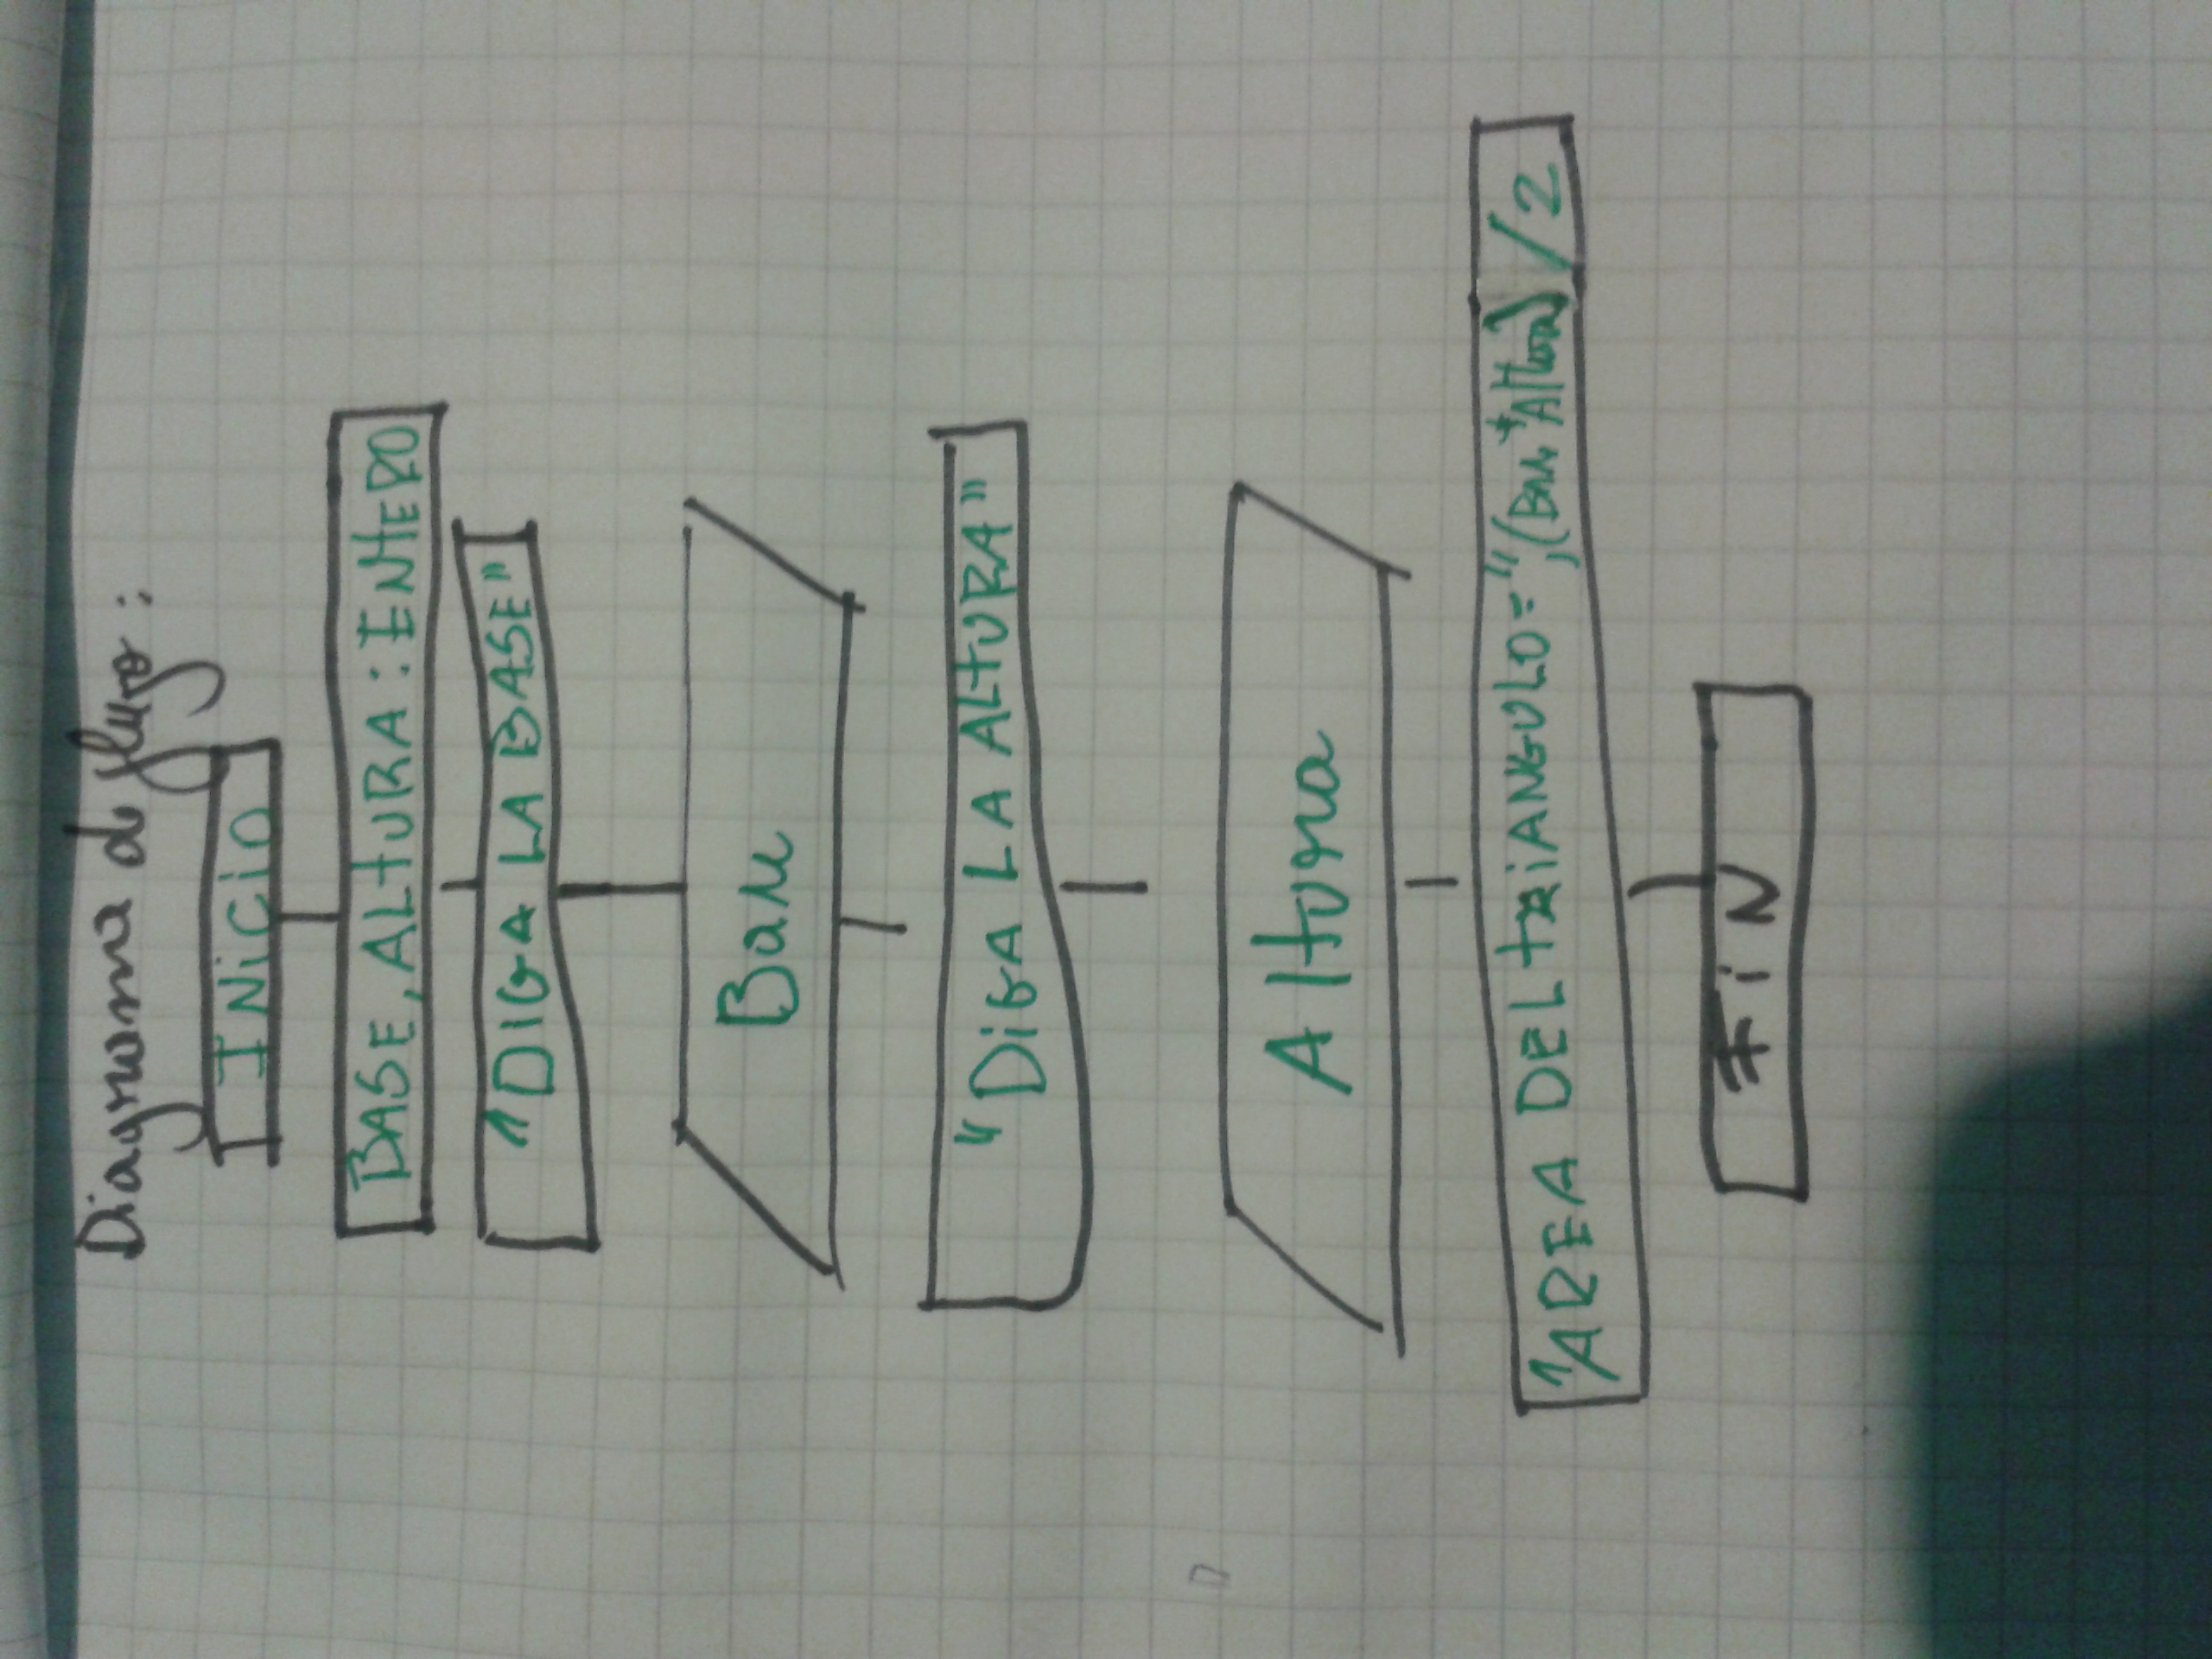 Diagrama de flujo:
INiCiO
BASE, ALTURA: ENTERO
"DIGA LA BASE"
Base
"DiGA LA ALTURA"
Altura
"AREA DEL tRiANGULO=",(Base*Altura)/2
FiN